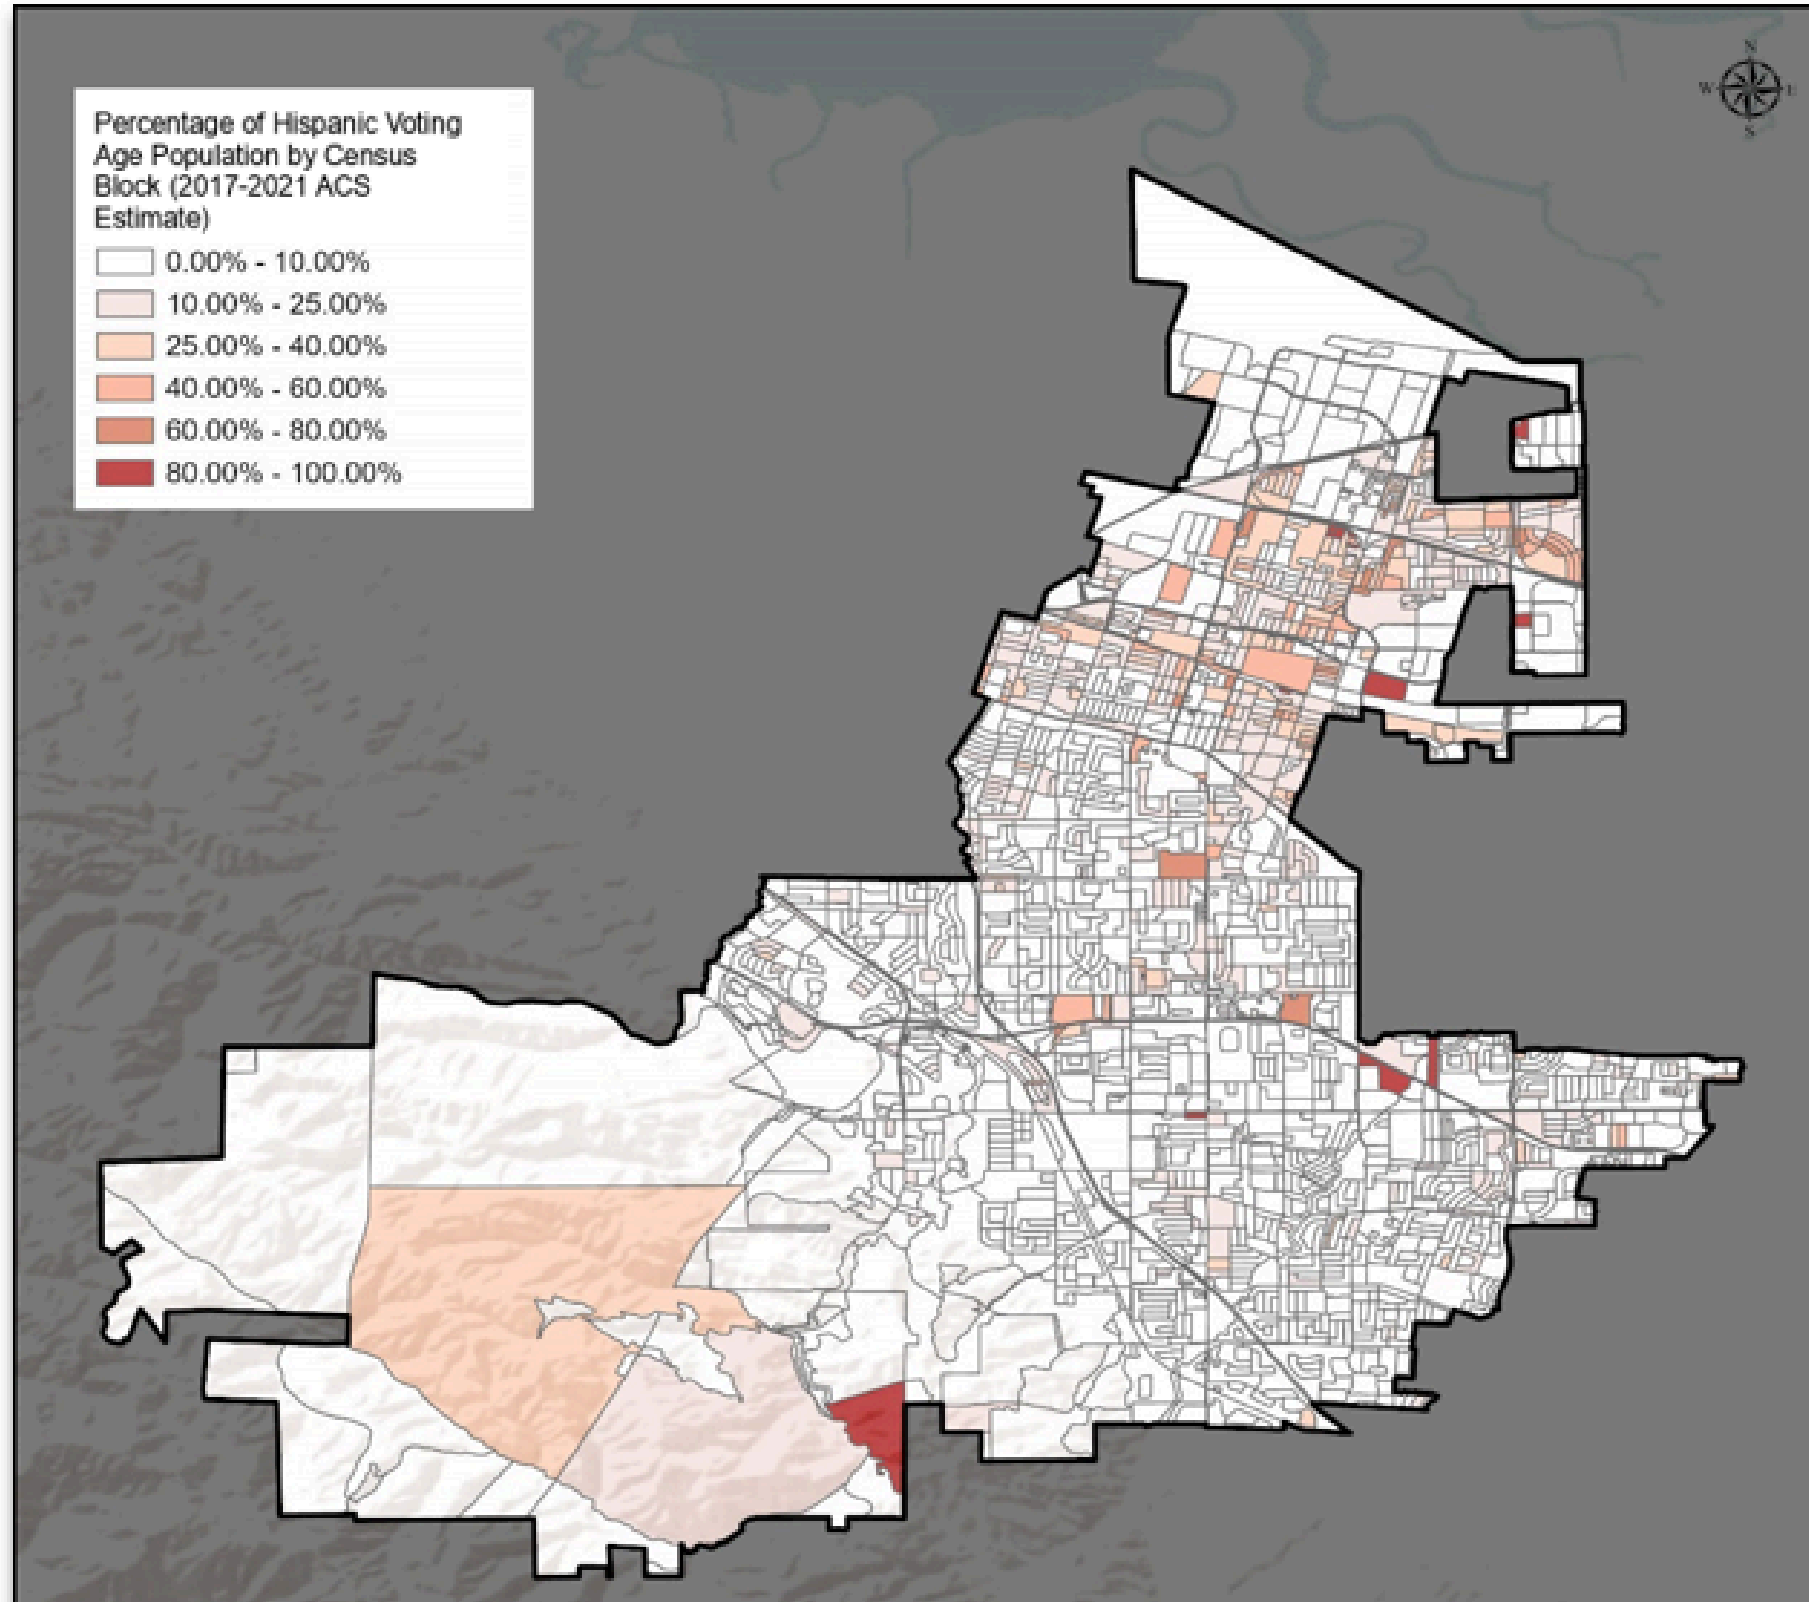 Percentage of Hispanic Voting
Age Population by Census
Block (2017-2021 ACS
Estimate)
0.00% - 10.00%
10.00% - 25.00%
25.00% - 40.00%
40.00% - 60.00%
60.00% - 80.00%
80.00% - 100.00%
N
W E
S